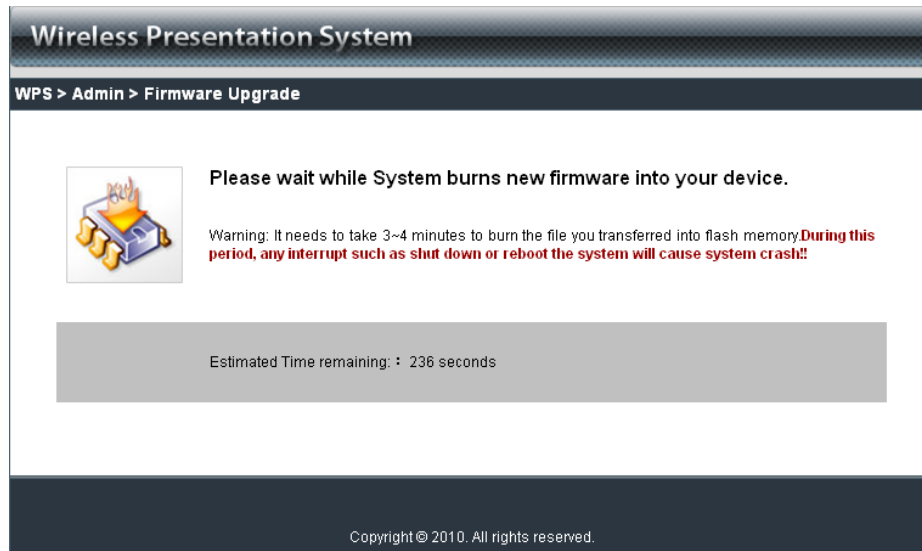 Wireless Presentation System
WPS > Admin > Firmware Upgrade
Please wait while System burns new firmware into your device.
Warning: It needs to take 3~4 minutes to burn the file you transferred into flash memory.During this
period, any interrupt such as shut down or reboot the system will cause system crash!!
Estimated Time remaining: : 236 seconds
Copyright © 2010. All rights reserved.